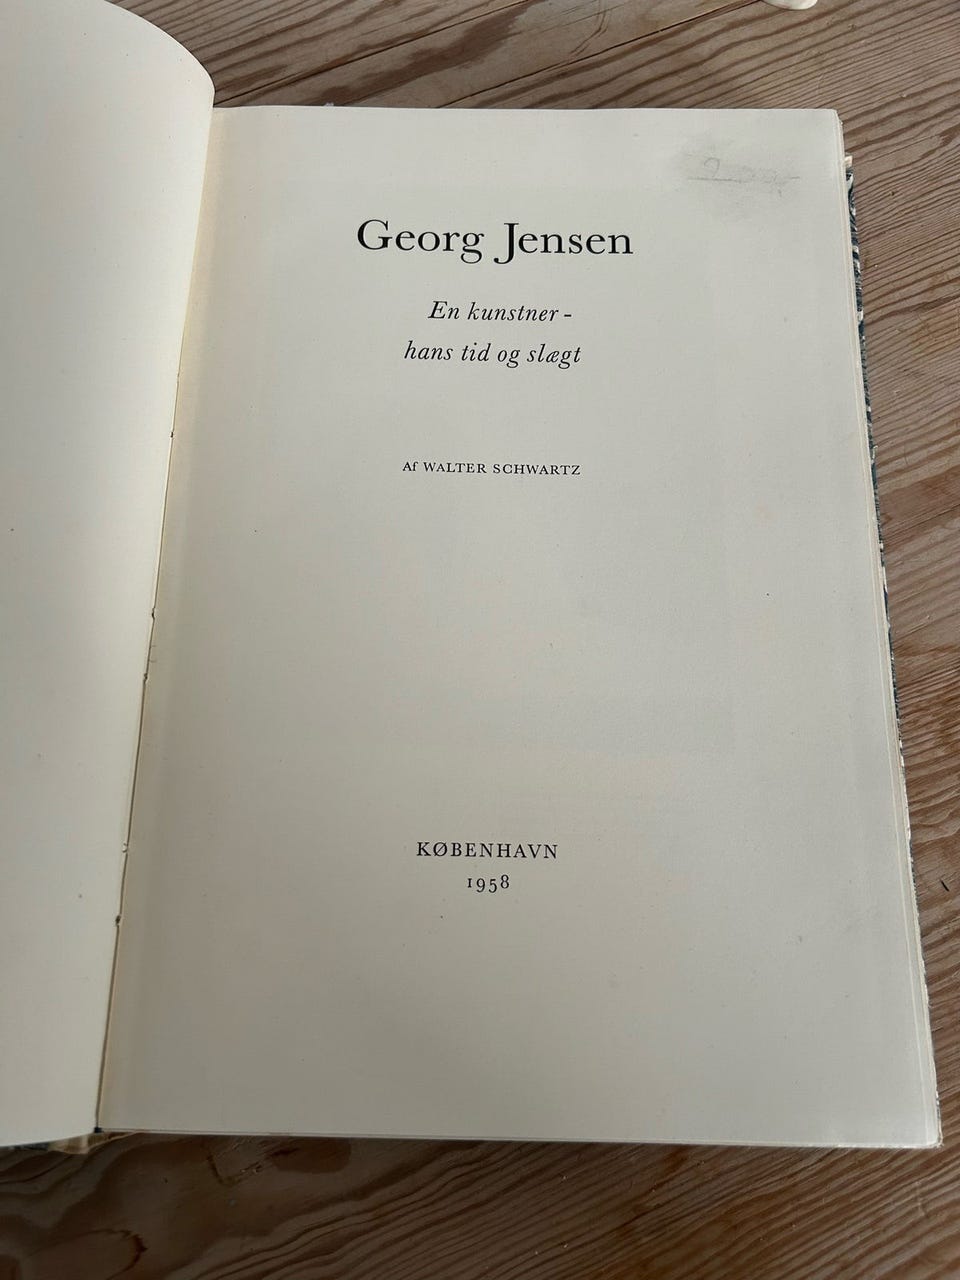 Georg Jensen
En kunstner -
hans tid og slægt
Af WALTER SCHWARTZ
KØBENHAVN
1958